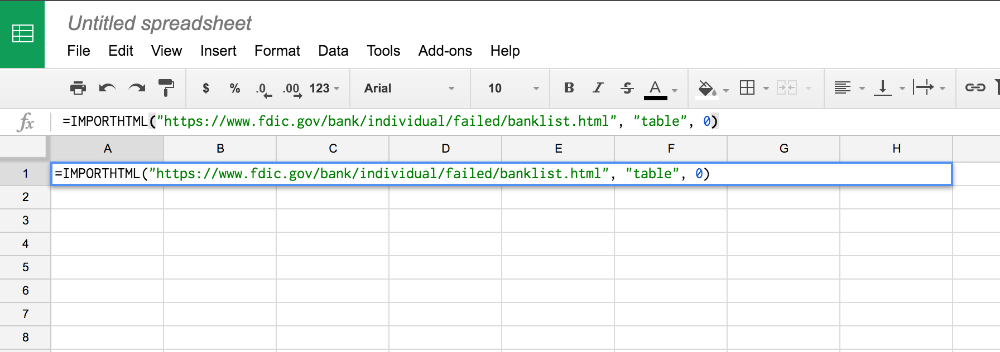 Untitled spreadsheet
File Edit View Insert Format Data Tools Add-ons Help
$ % .0 .00 123 Arial 10 B I S A
fx =IMPORTHTML("https://www.fdic.gov/bank/individual/failed/banklist.html", "table", 0)
A B C D E F G H
1 =IMPORTHTML("https://www.fdic.gov/bank/individual/failed/banklist.html", "table", 0)
2
3
4
5
6
7
8